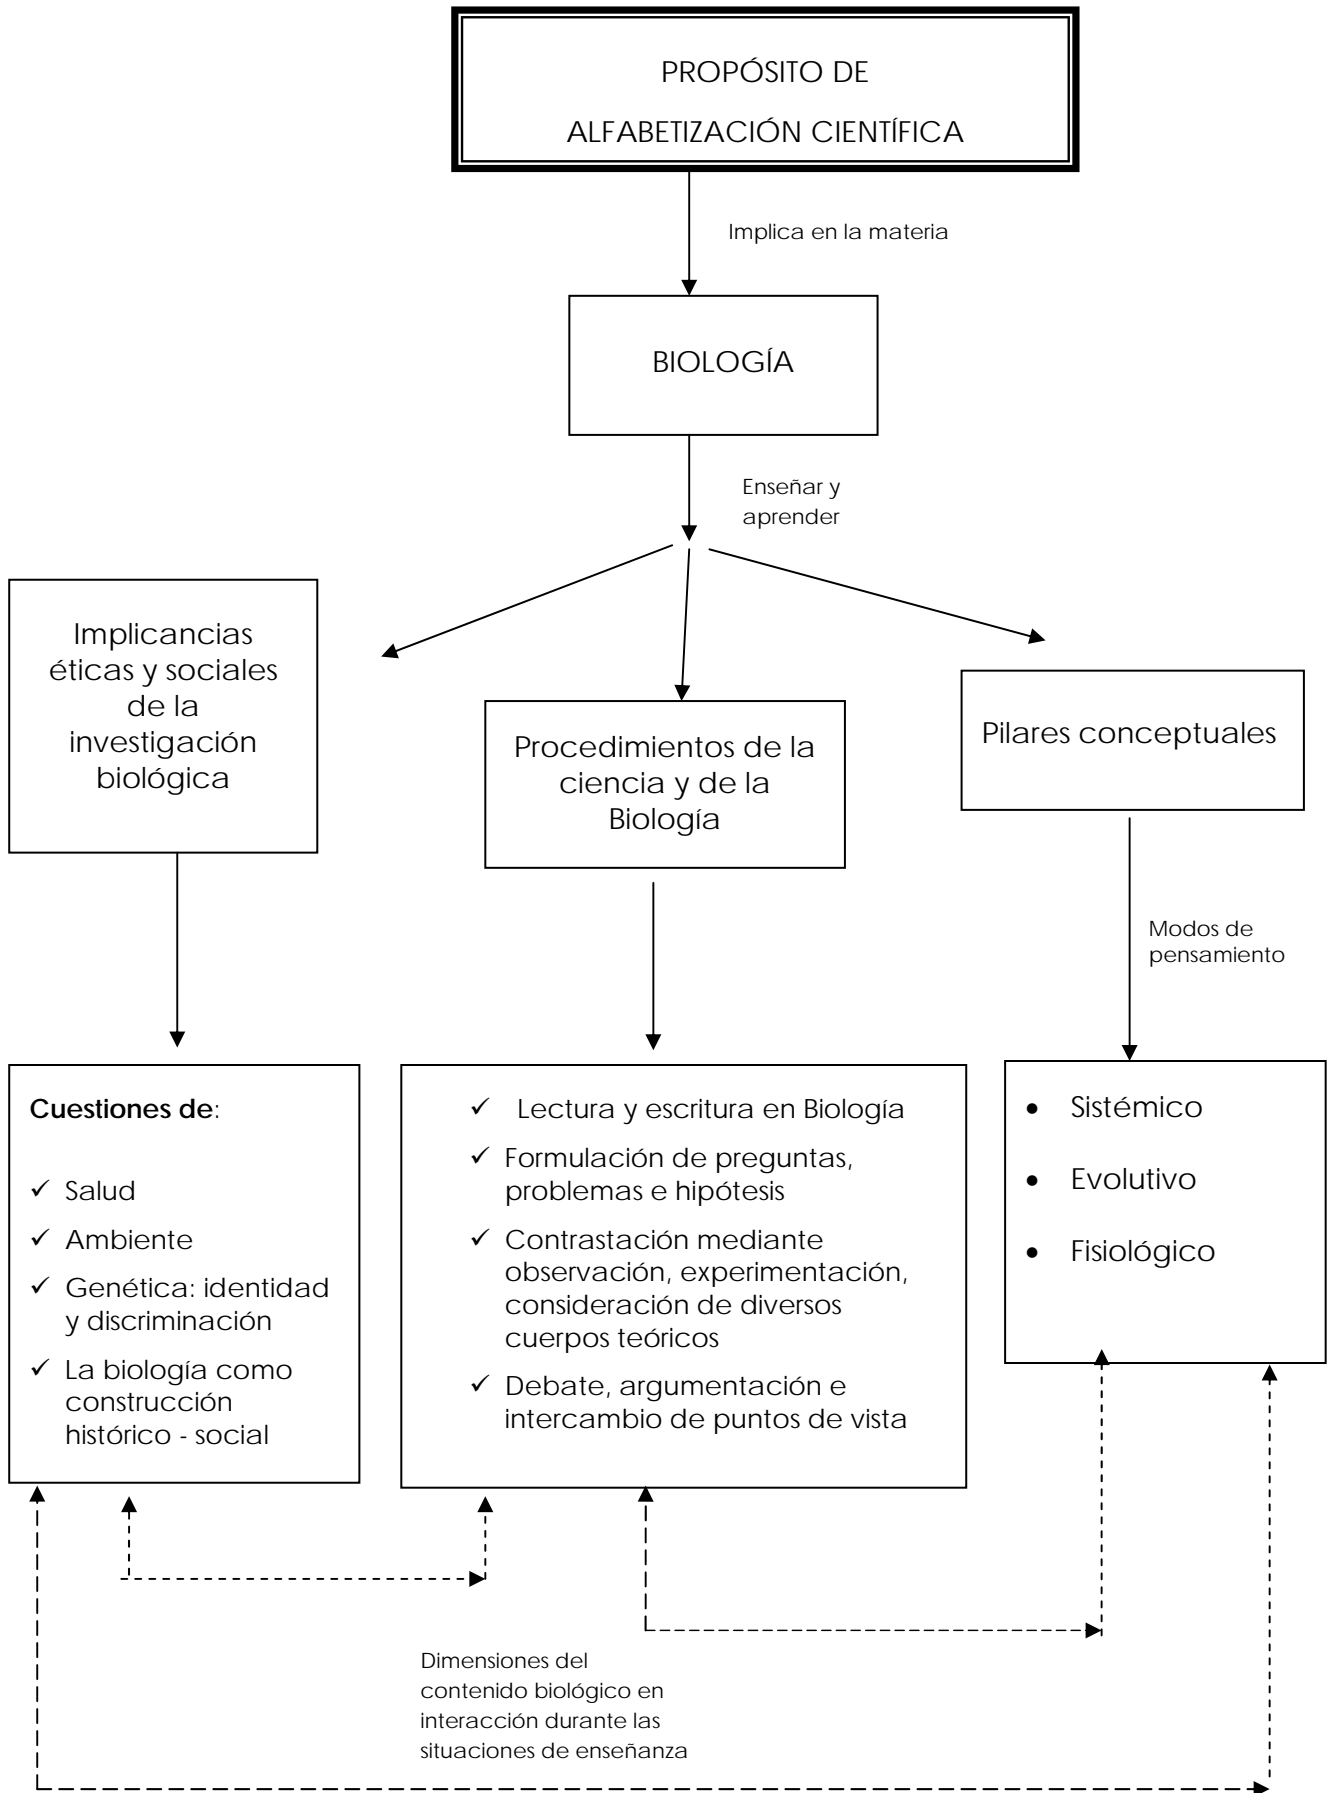 PROPÓSITO DE
ALFABETIZACIÓN CIENTÍFICA
Implica en la materia
BIOLOGÍA
Enseñar y
aprender
Implicancias
éticas y sociales
de la
investigación
biológica
Procedimientos de la
ciencia y de la
Biología
Pilares conceptuales
Modos de
pensamiento
Cuestiones de:
✓ Salud
✓ Ambiente
✓ Genética: identidad
y discriminación
✓ La biología como
construcción
histórico - social
✓ Lectura y escritura en Biología
✓ Formulación de preguntas,
problemas e hipótesis
✓ Contrastación mediante
observación, experimentación,
consideración de diversos
cuerpos teóricos
✓ Debate, argumentación e
intercambio de puntos de vista
• Sistémico
• Evolutivo
• Fisiológico
Dimensiones del
contenido biológico en
interacción durante las
situaciones de enseñanza